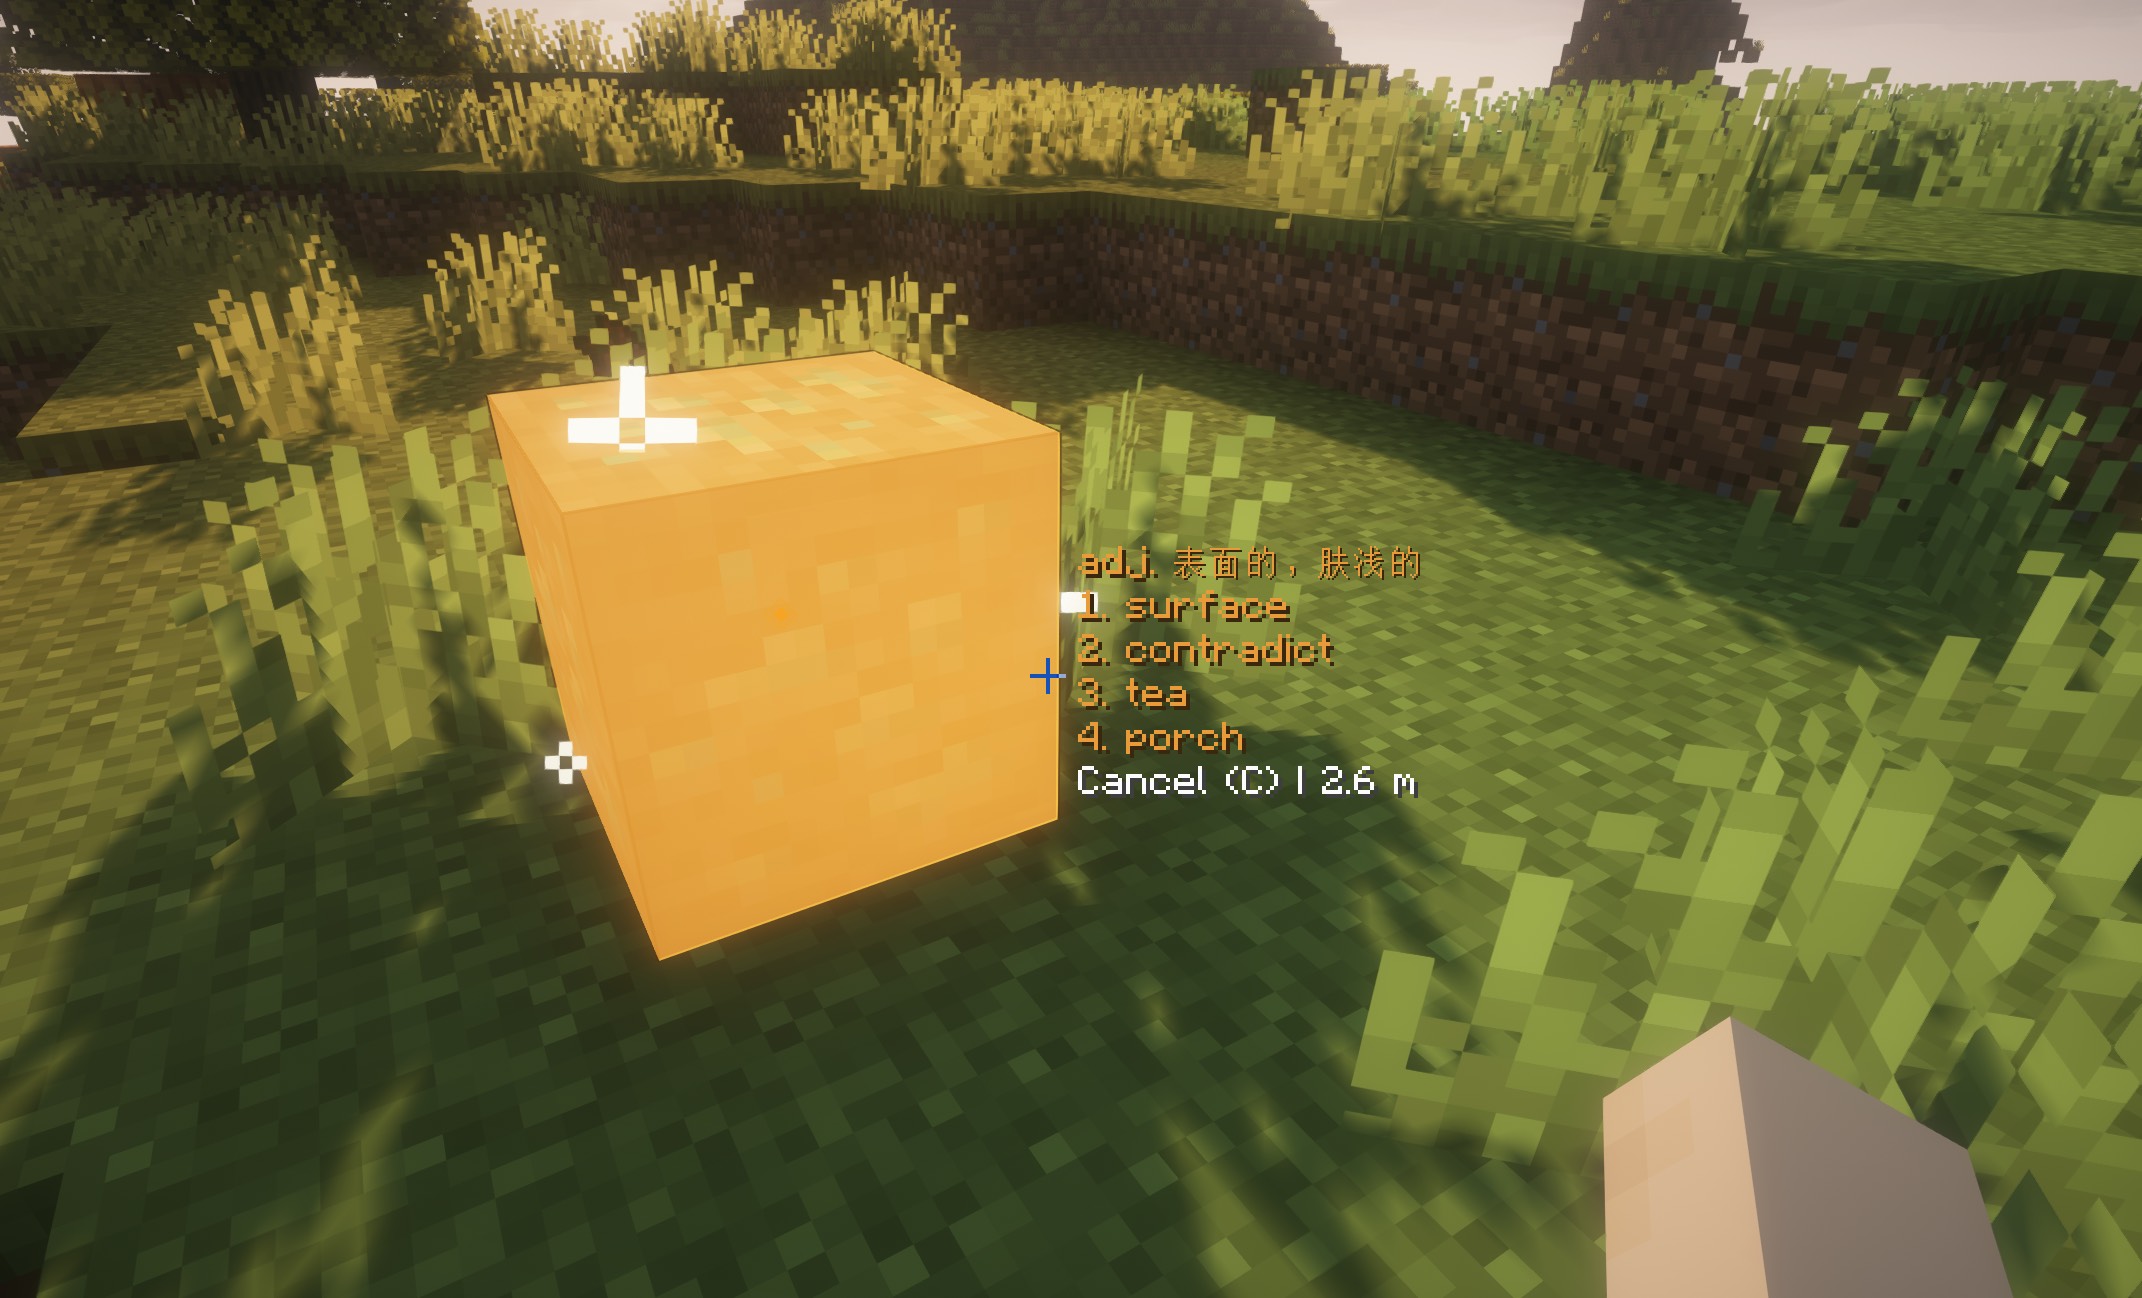 adj. 表面的，肤浅的
1. surface
2. contradict
3. tea
4. porch
Cancel (C) | 2.6 m